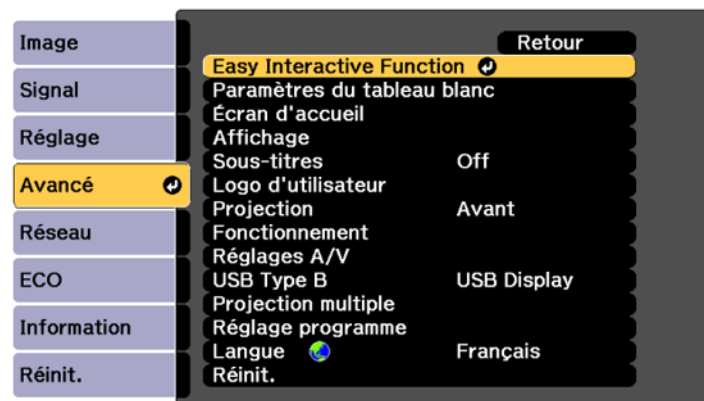 Image
Signal
Réglage
Avancé
Réseau
ECO
Information
Réinit.
Retour
Easy Interactive Function
Paramètres du tableau blanc
Écran d'accueil
Affichage
Sous-titres Off
Logo d'utilisateur
Projection Avant
Fonctionnement
Réglages A/V
USB Type B USB Display
Projection multiple
Réglage programme
Langue Français
Réinit.